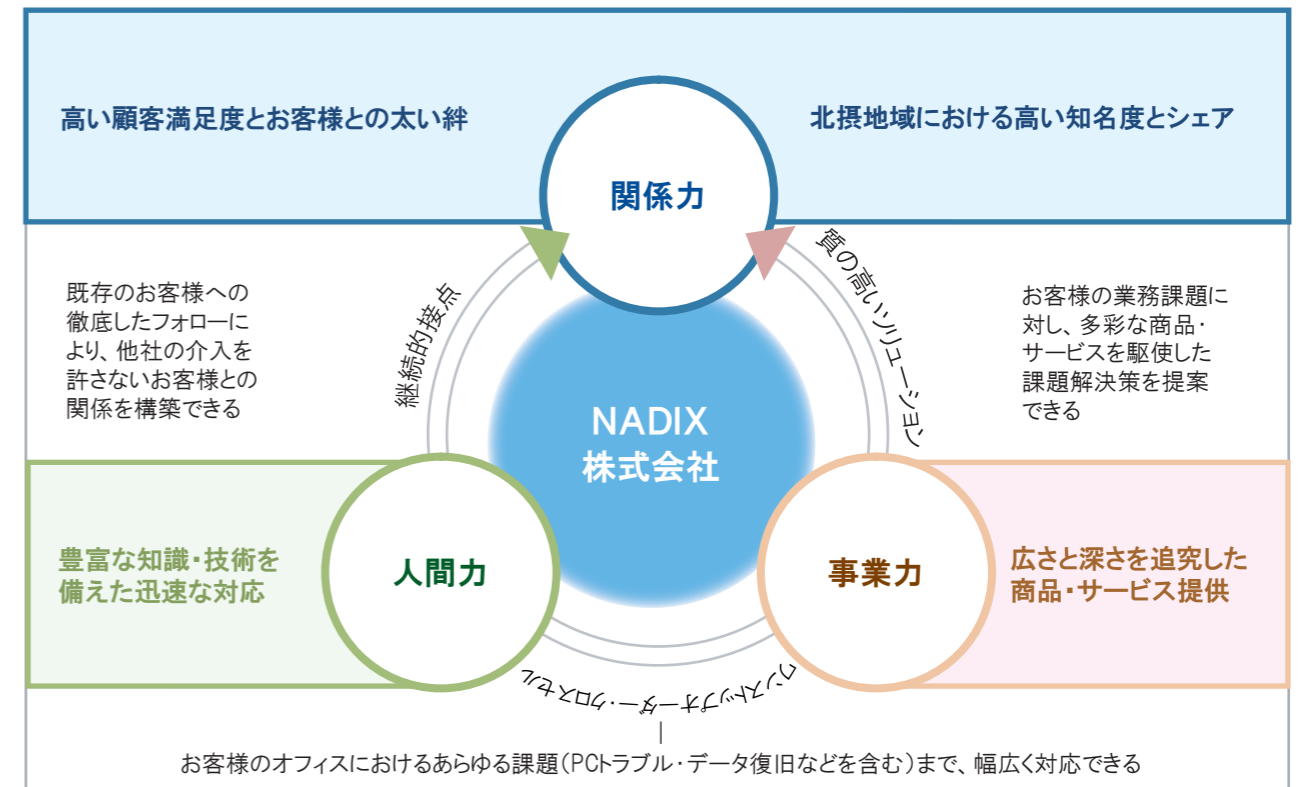 高い顧客満足度とお客様との太い絆
北摂地域における高い知名度とシェア
関係力
継続的接点
質の高いソリューション
既存のお客様への
徹底したフォローに
より、他社の介入を
許さないお客様との
関係を構築できる
お客様の業務課題に
対し、多彩な商品・
サービスを駆使した
課題解決策を提案
できる
NADIX
株式会社
豊富な知識・技術を
備えた迅速な対応
人間力
事業力
広さと深さを追究した
商品・サービス提供
ワンストップオーダー・クロスセル
お客様のオフィスにおけるあらゆる課題(PCトラブル・データ復旧などを含む)まで、幅広く対応できる